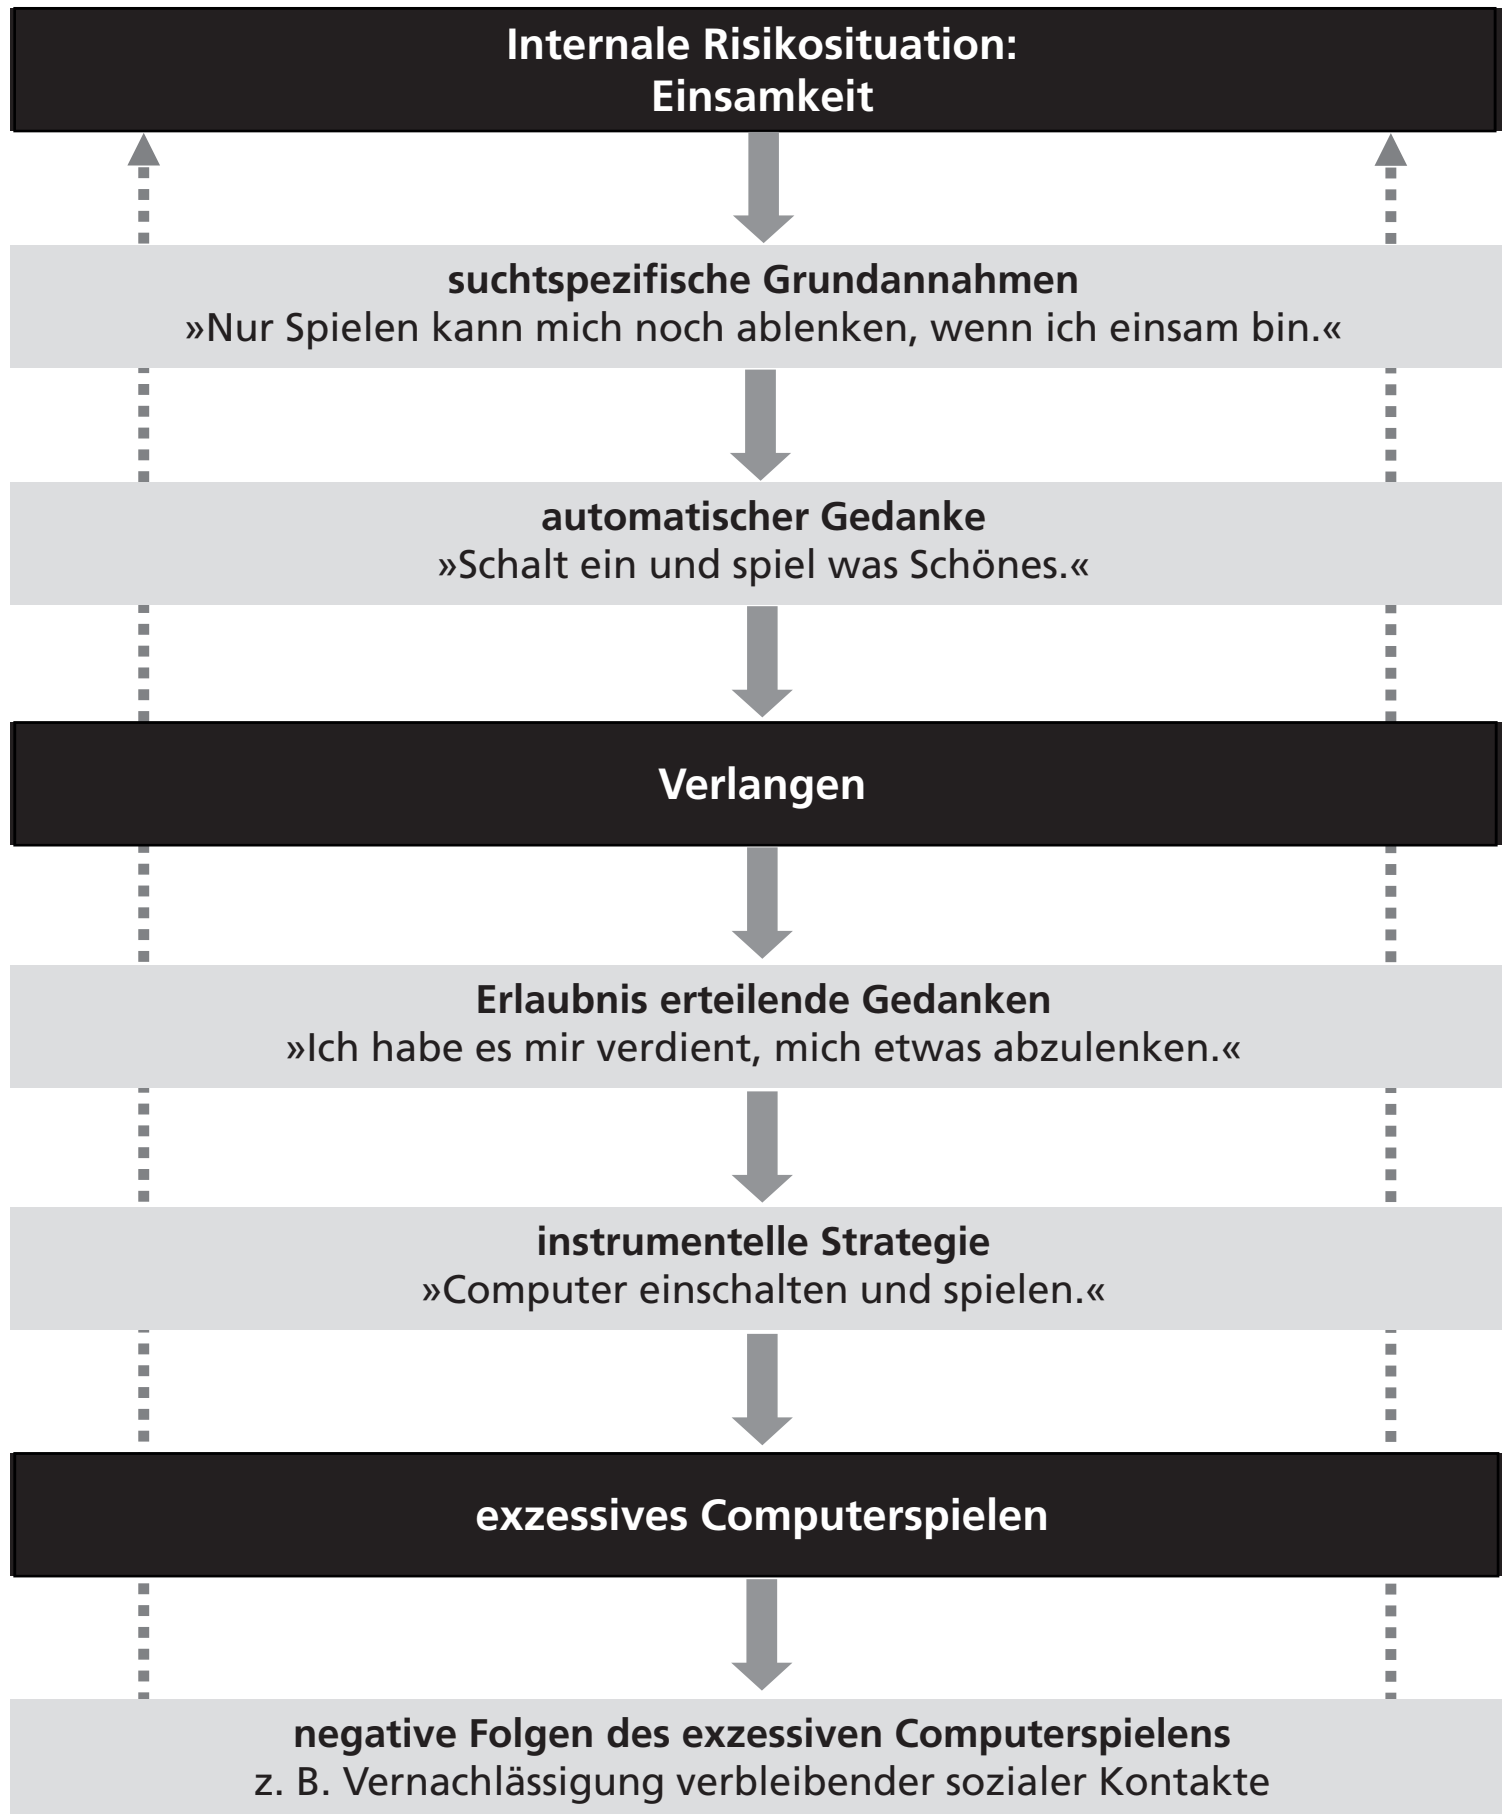 Internale Risikosituation:
Einsamkeit
suchtspezifische Grundannahmen
»Nur Spielen kann mich noch ablenken, wenn ich einsam bin.«
automatischer Gedanke
»Schalt ein und spiel was Schönes.«
Verlangen
Erlaubnis erteilende Gedanken
»Ich habe es mir verdient, mich etwas abzulenken.«
instrumentelle Strategie
»Computer einschalten und spielen.«
exzessives Computerspielen
negative Folgen des exzessiven Computerspielens
z. B. Vernachlässigung verbleibender sozialer Kontakte